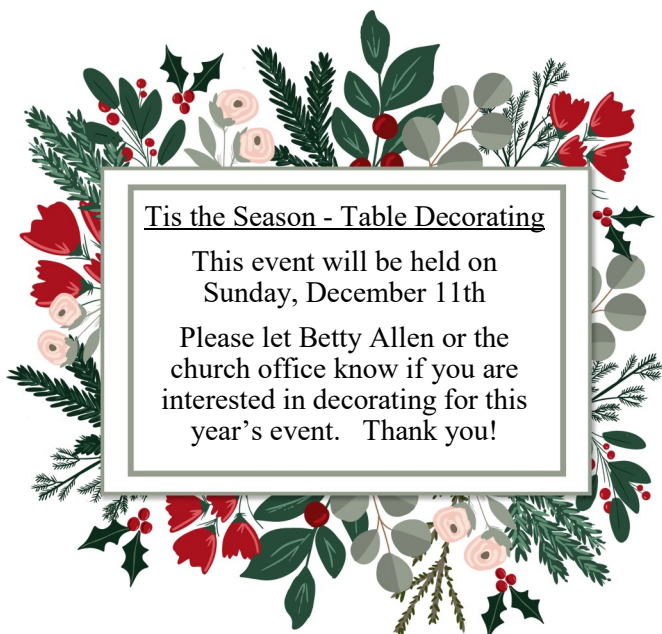 Tis the Season - Table Decorating
This event will be held on
Sunday, December 11th
Please let Betty Allen or the
church office know if you are
interested in decorating for this
year’s event.   Thank you!